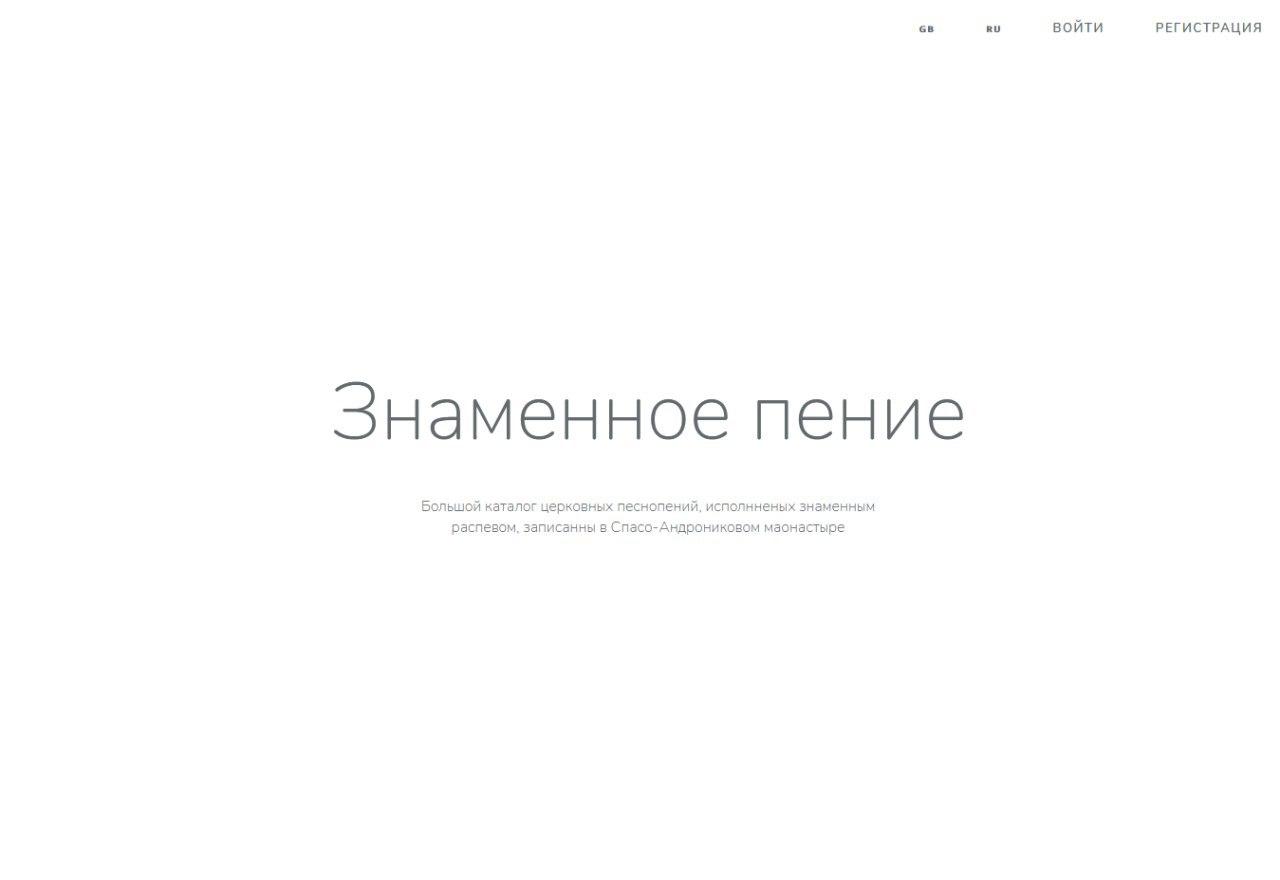 GB RU ВОЙТИ РЕГИСТРАЦИЯ
Знаменное пение
Большой каталог церковных песнопений, исполнненых знаменным
распевом, записанны в Спасо-Андрониковом маонастыре